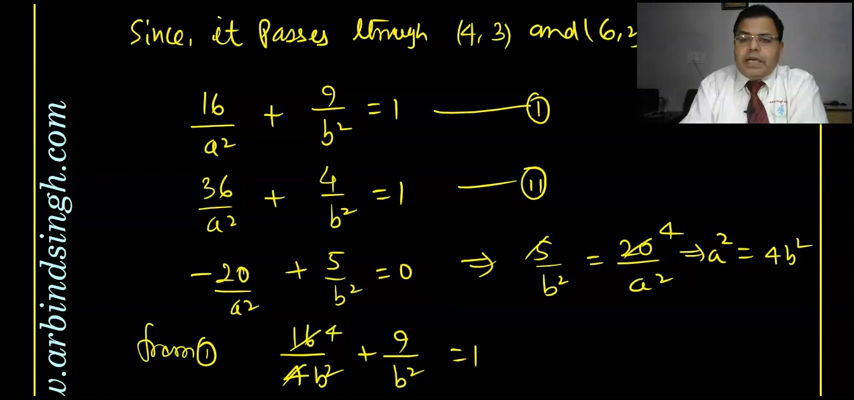 Since, it Passes through (4, 3) and (6, 2
16/a² + 9/b² = 1 —— (I)
36/a² + 4/b² = 1 —— (II)
-20/a² + 5/b² = 0 ⇒ 5/b² = 20/a² 4 ⇒ a² = 4b²
from (I) 16/4b² 4 + 9/b² = 1
v.arbindsingh.com